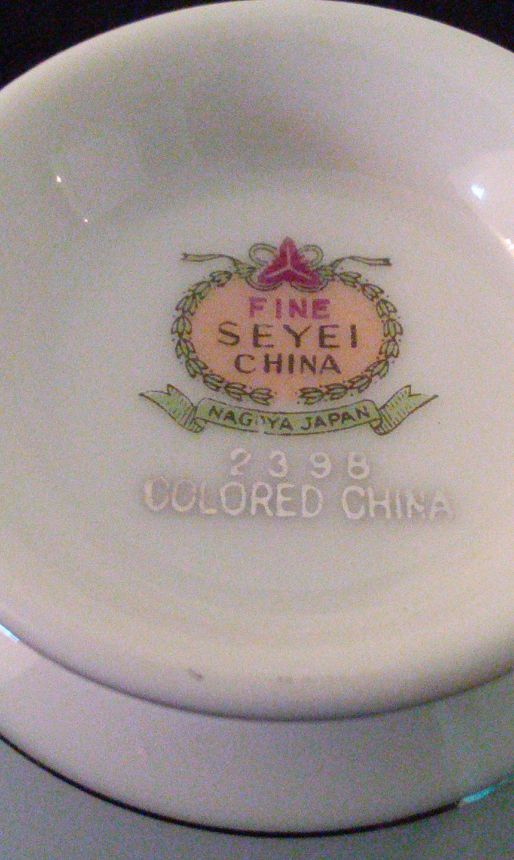 FINE
SEYEI
CHINA
NAGOYA JAPAN
2398
COLORED CHINA